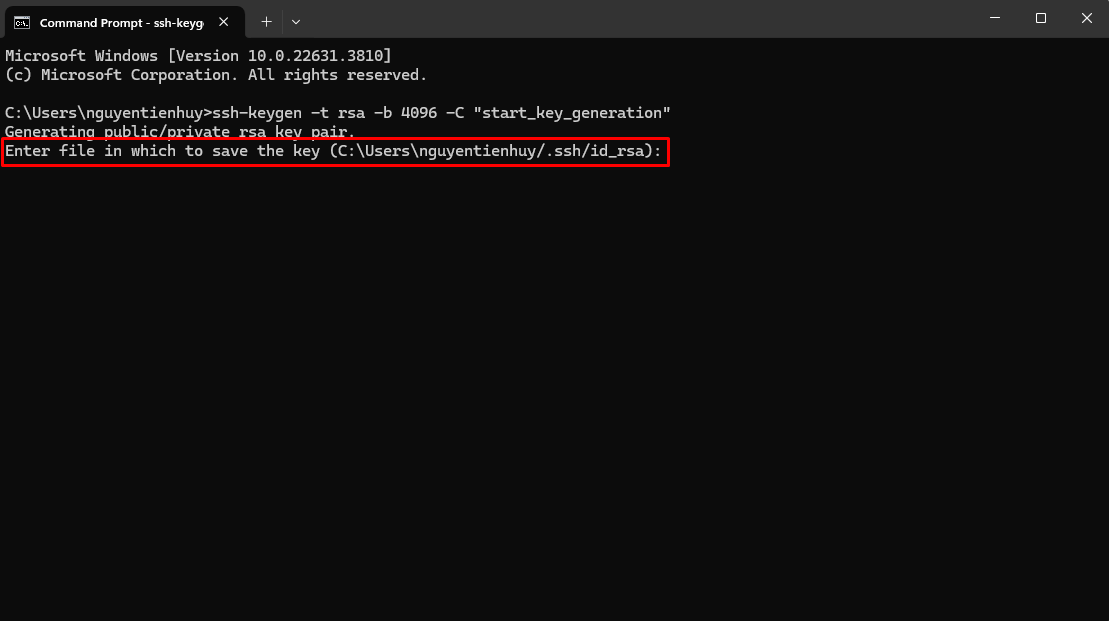 Command Prompt - ssh-keyg
Microsoft Windows [Version 10.0.22631.3810]
(c) Microsoft Corporation. All rights reserved.
C:\Users\nguyentienhuy>ssh-keygen -t rsa -b 4096 -C "start_key_generation"
Generating public/private rsa key pair.
Enter file in which to save the key (C:\Users\nguyentienhuy/.ssh/id_rsa):